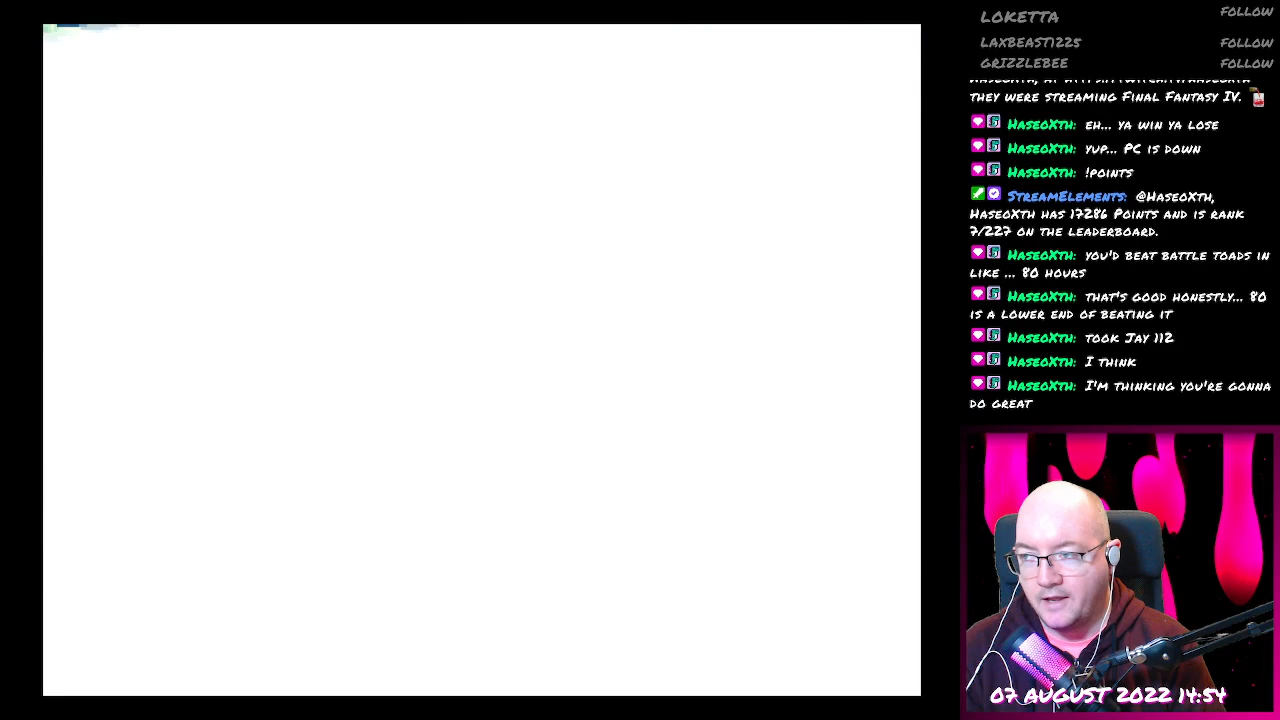 LOKETTA FOLLOW
LAXBEAST1225 FOLLOW
GRIZZLEBEE FOLLOW
THEY WERE STREAMING FINAL FANTASY IV.
HASEOXTH: EH... YA WIN YA LOSE
HASEOXTH: YUP... PC IS DOWN
HASEOXTH: !POINTS
STREAMELEMENTS: @HASEOXTH,
HASEOXTH HAS 17286 POINTS AND IS RANK
7/227 ON THE LEADERBOARD.
HASEOXTH: YOU'D BEAT BATTLE TOADS IN
LIKE ... 80 HOURS
HASEOXTH: THAT'S GOOD HONESTLY... 80
IS A LOWER END OF BEATING IT
HASEOXTH: TOOK JAY 112
HASEOXTH: I THINK
HASEOXTH: I'M THINKING YOU'RE GONNA
DO GREAT
07 AUGUST 2022 14:54